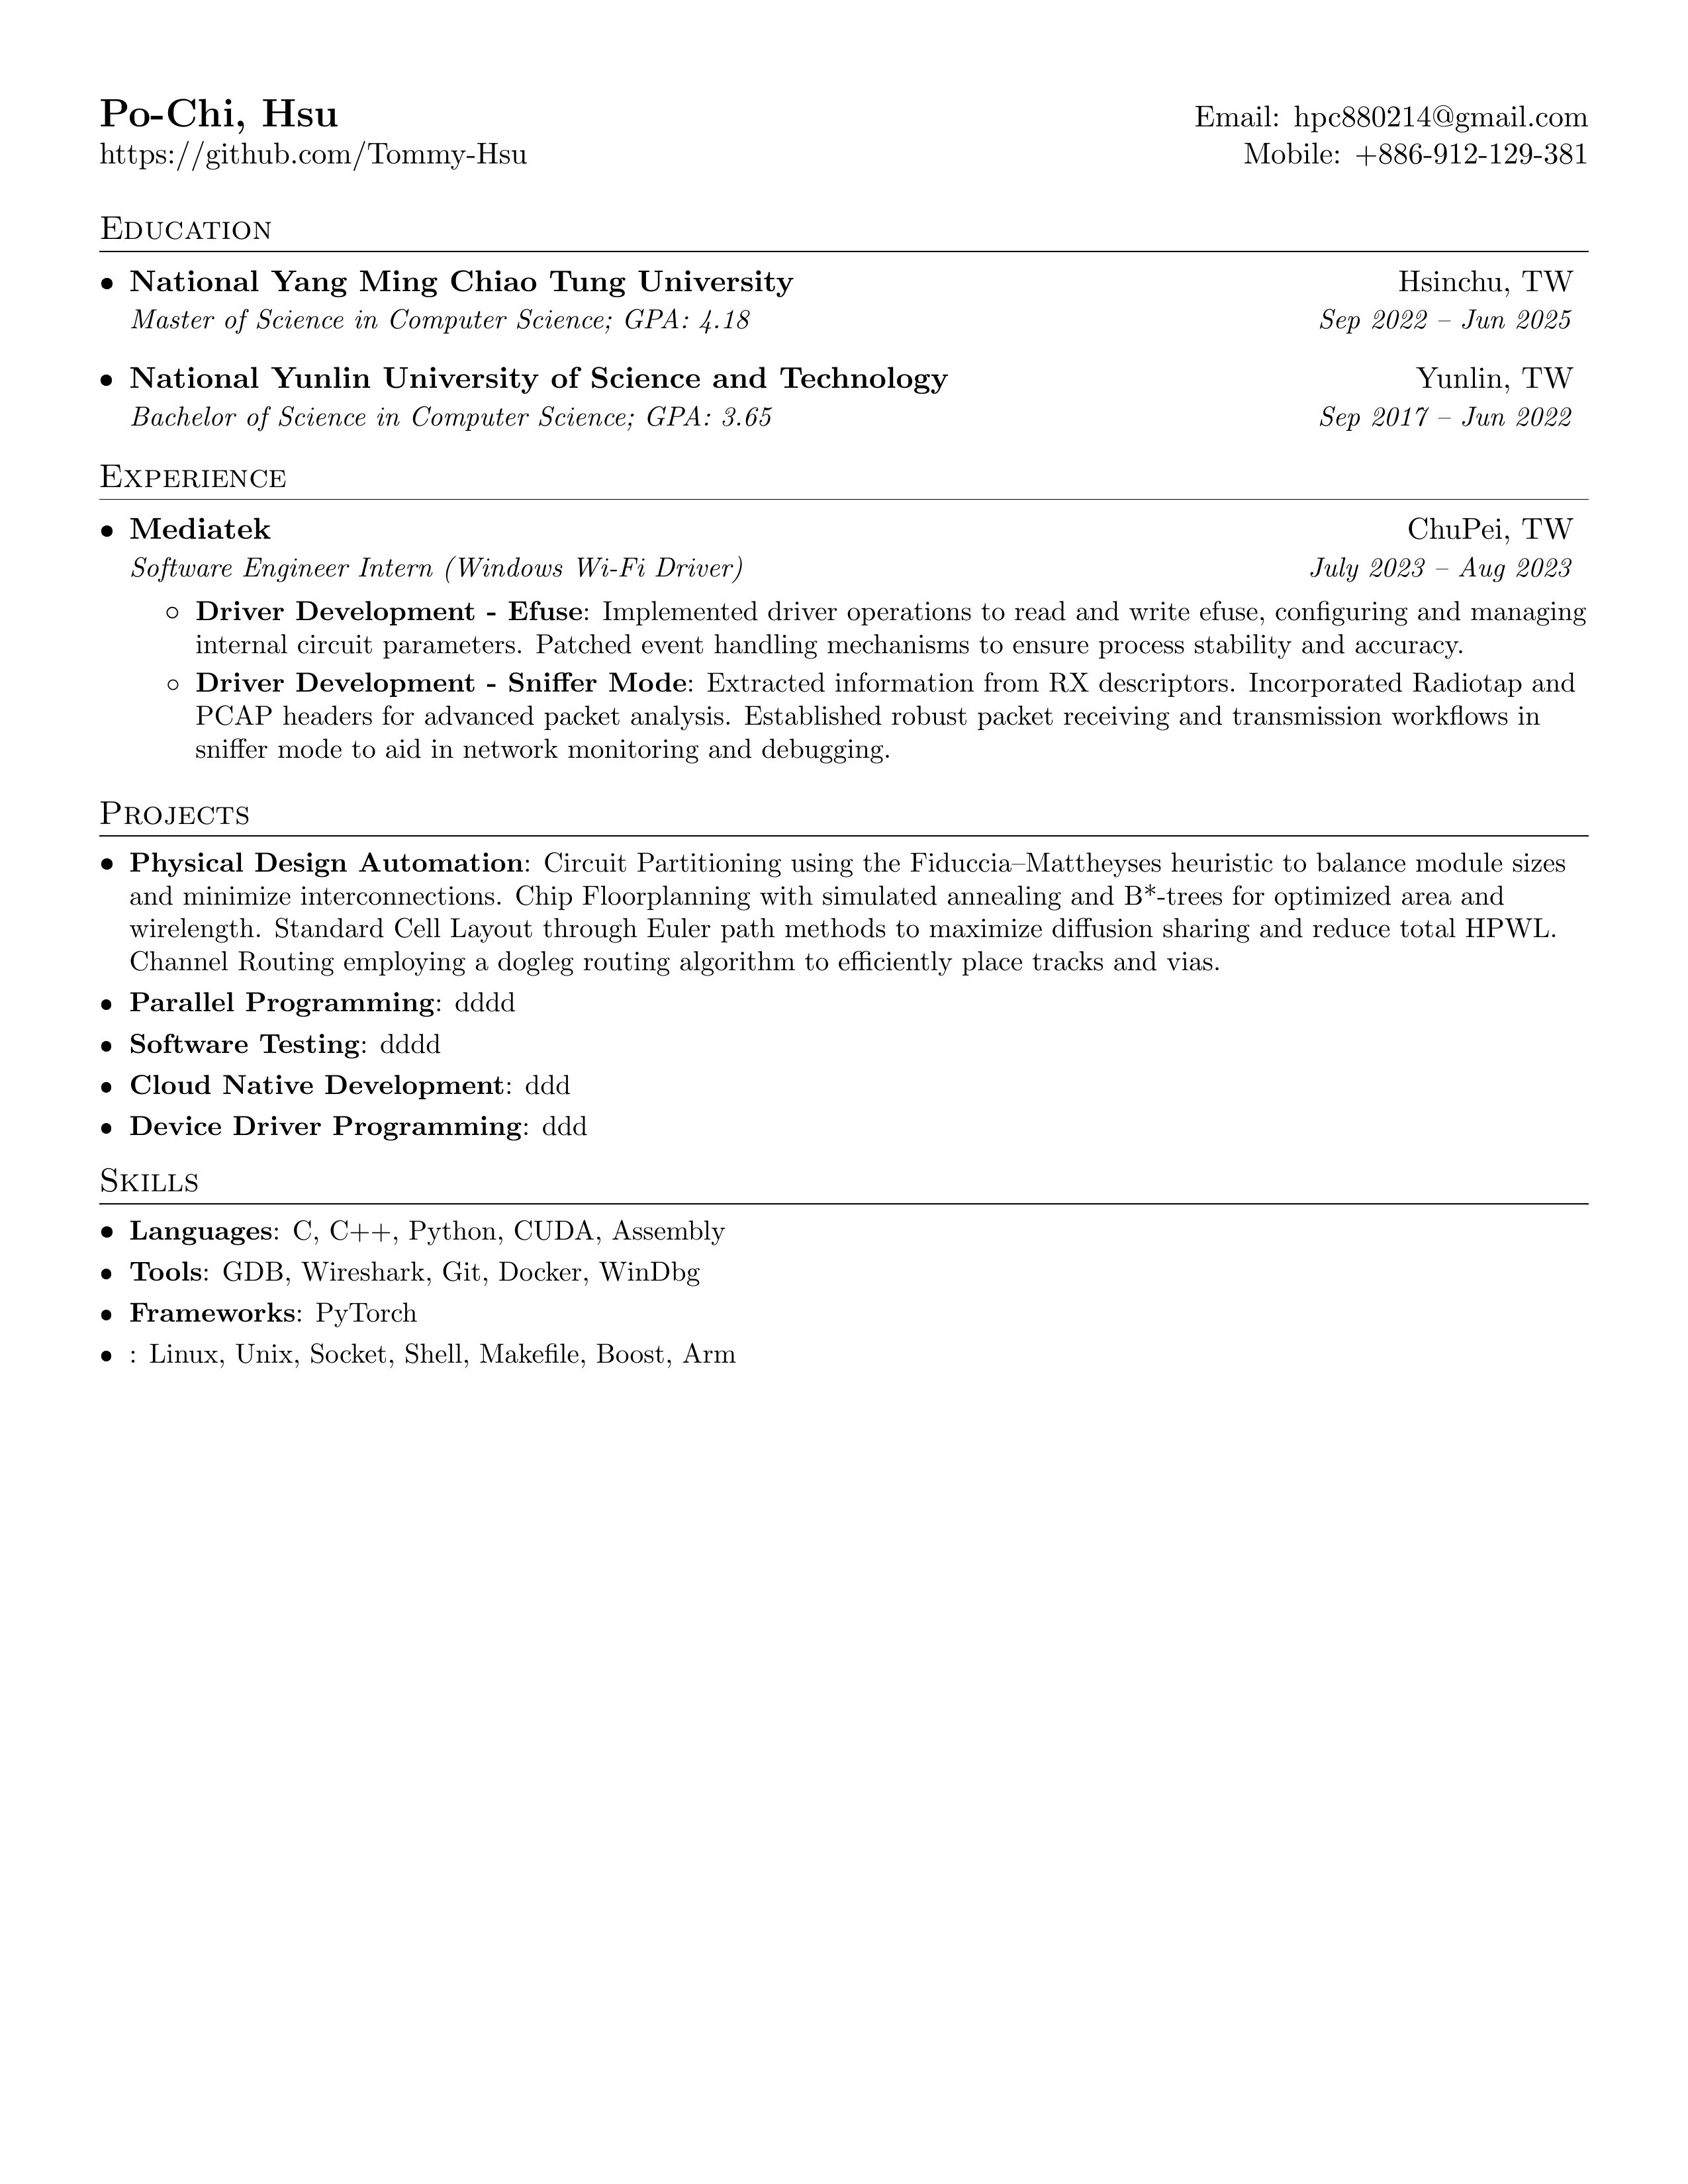 Po-Chi, Hsu
Email: hpc880214@gmail.com
https://github.com/Tommy-Hsu
Mobile: +886-912-129-381
Education
• National Yang Ming Chiao Tung University
Hsinchu, TW
Master of Science in Computer Science; GPA: 4.18
Sep 2022 – Jun 2025
• National Yunlin University of Science and Technology
Yunlin, TW
Bachelor of Science in Computer Science; GPA: 3.65
Sep 2017 – Jun 2022
Experience
• Mediatek
ChuPei, TW
Software Engineer Intern (Windows Wi-Fi Driver)
July 2023 – Aug 2023
◦ Driver Development - Efuse: Implemented driver operations to read and write efuse, configuring and managing
internal circuit parameters. Patched event handling mechanisms to ensure process stability and accuracy.
◦ Driver Development - Sniffer Mode: Extracted information from RX descriptors. Incorporated Radiotap and
PCAP headers for advanced packet analysis. Established robust packet receiving and transmission workflows in
sniffer mode to aid in network monitoring and debugging.
Projects
• Physical Design Automation: Circuit Partitioning using the Fiduccia–Mattheyses heuristic to balance module sizes
and minimize interconnections. Chip Floorplanning with simulated annealing and B*-trees for optimized area and
wirelength. Standard Cell Layout through Euler path methods to maximize diffusion sharing and reduce total HPWL.
Channel Routing employing a dogleg routing algorithm to efficiently place tracks and vias.
• Parallel Programming: dddd
• Software Testing: dddd
• Cloud Native Development: ddd
• Device Driver Programming: ddd
Skills
• Languages: C, C++, Python, CUDA, Assembly
• Tools: GDB, Wireshark, Git, Docker, WinDbg
• Frameworks: PyTorch
• : Linux, Unix, Socket, Shell, Makefile, Boost, Arm